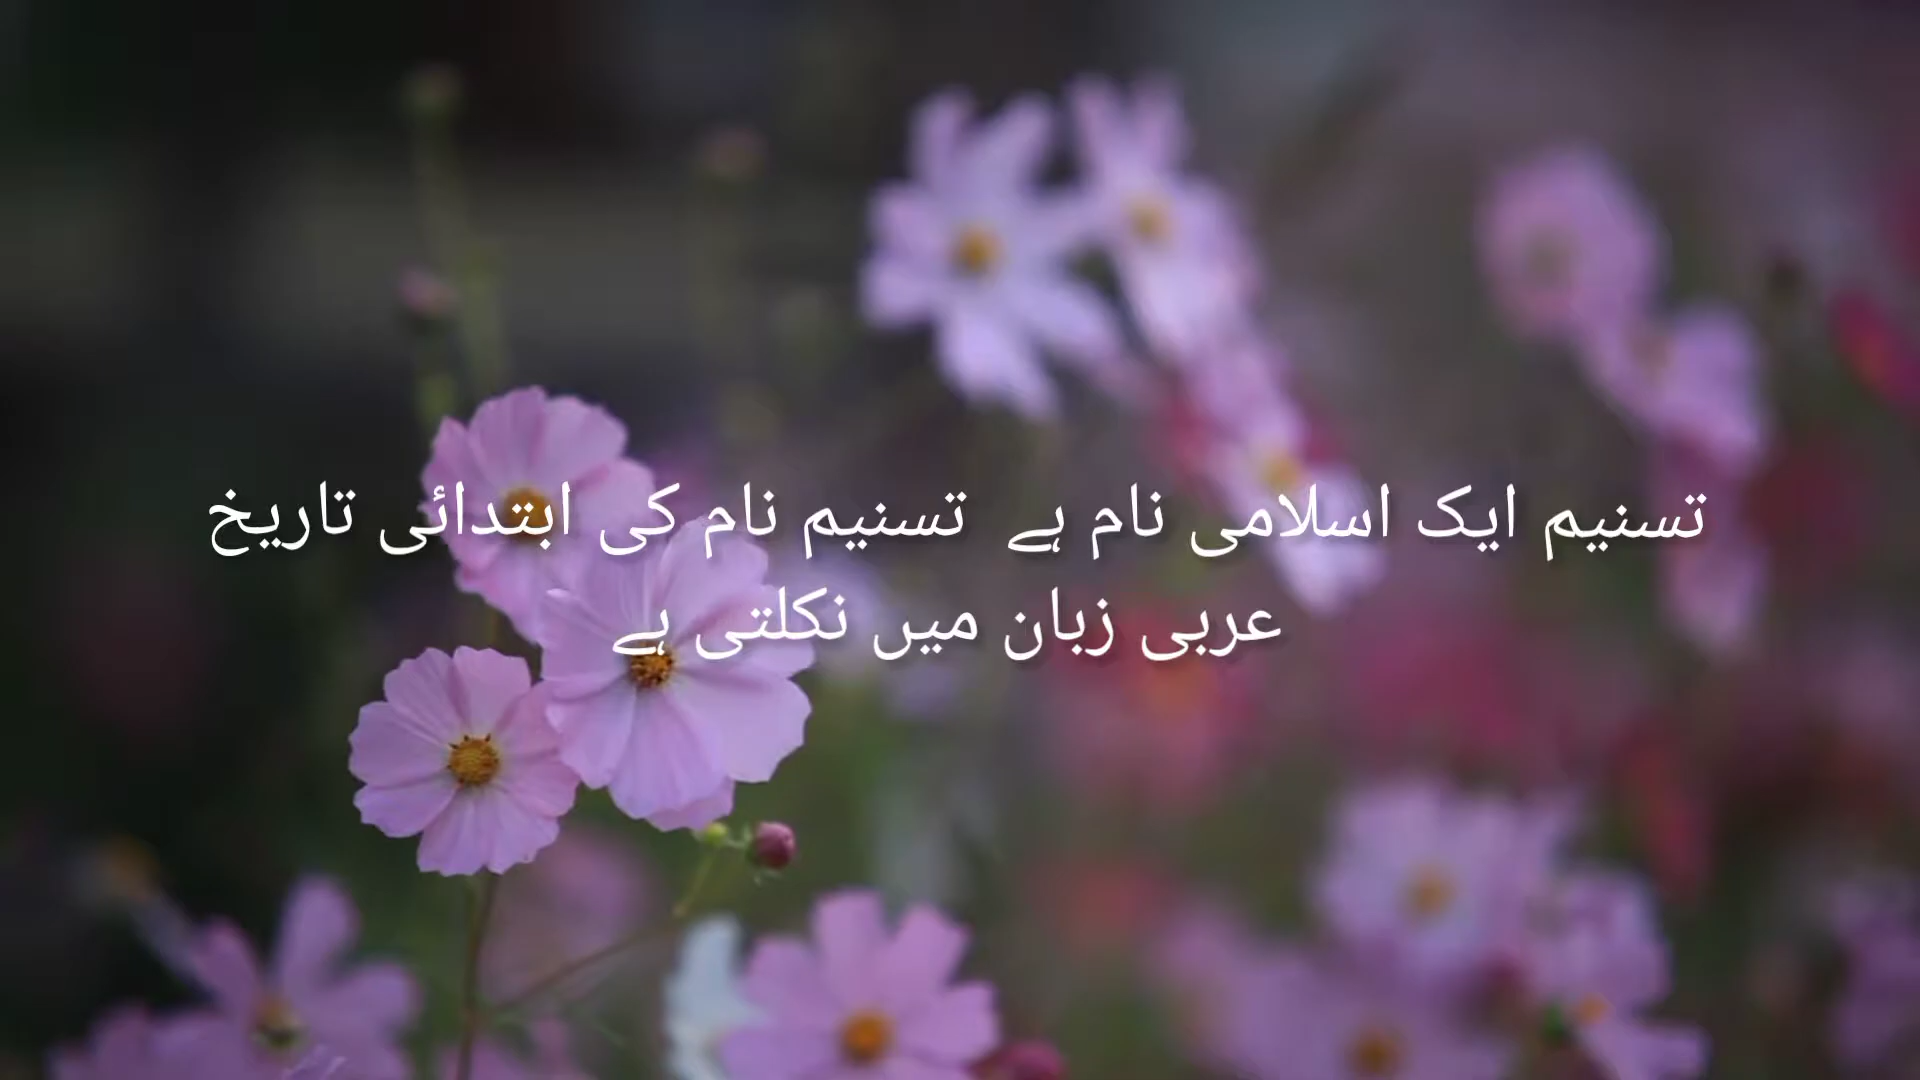 تسنیم ایک اسلامی نام ہے تسنیم نام کی ابتدائی تاریخ
عربی زبان میں نکلتی ہے